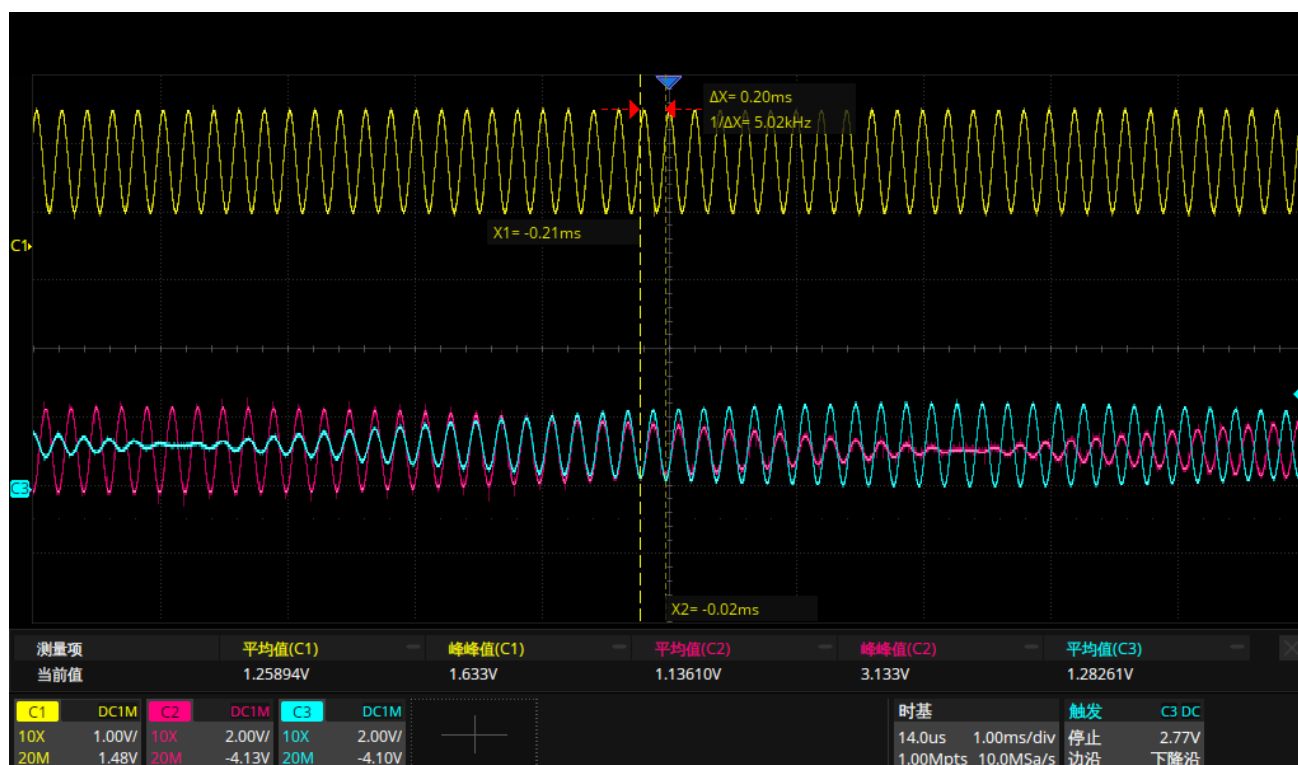 ΔX= 0.20ms
1/ΔX= 5.02kHz
X1= -0.21ms
C1
C3
X2= -0.02ms
测量项 平均值(C1) 峰峰值(C1) 平均值(C2) 峰峰值(C2) 平均值(C3)
当前值 1.25894V 1.633V 1.13610V 3.133V 1.28261V
C1 DC1M C2 DC1M C3 DC1M 时基 触发 C3 DC
10X 1.00V/ 10X 2.00V/ 10X 2.00V/ 14.0us 1.00ms/div 停止 2.77V
20M 1.48V 20M -4.13V 20M -4.10V 1.00Mpts 10.0MSa/s 边沿 下降沿